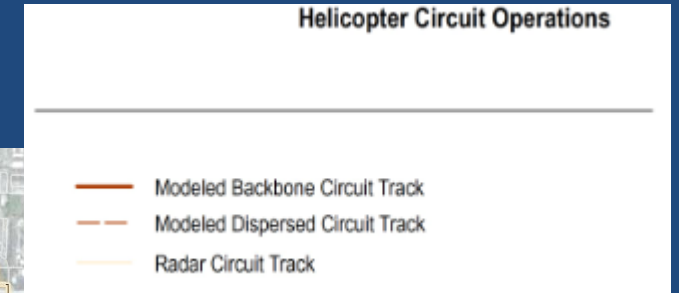 Helicopter Circuit Operations
Modeled Backbone Circuit Track
Modeled Dispersed Circuit Track
Radar Circuit Track